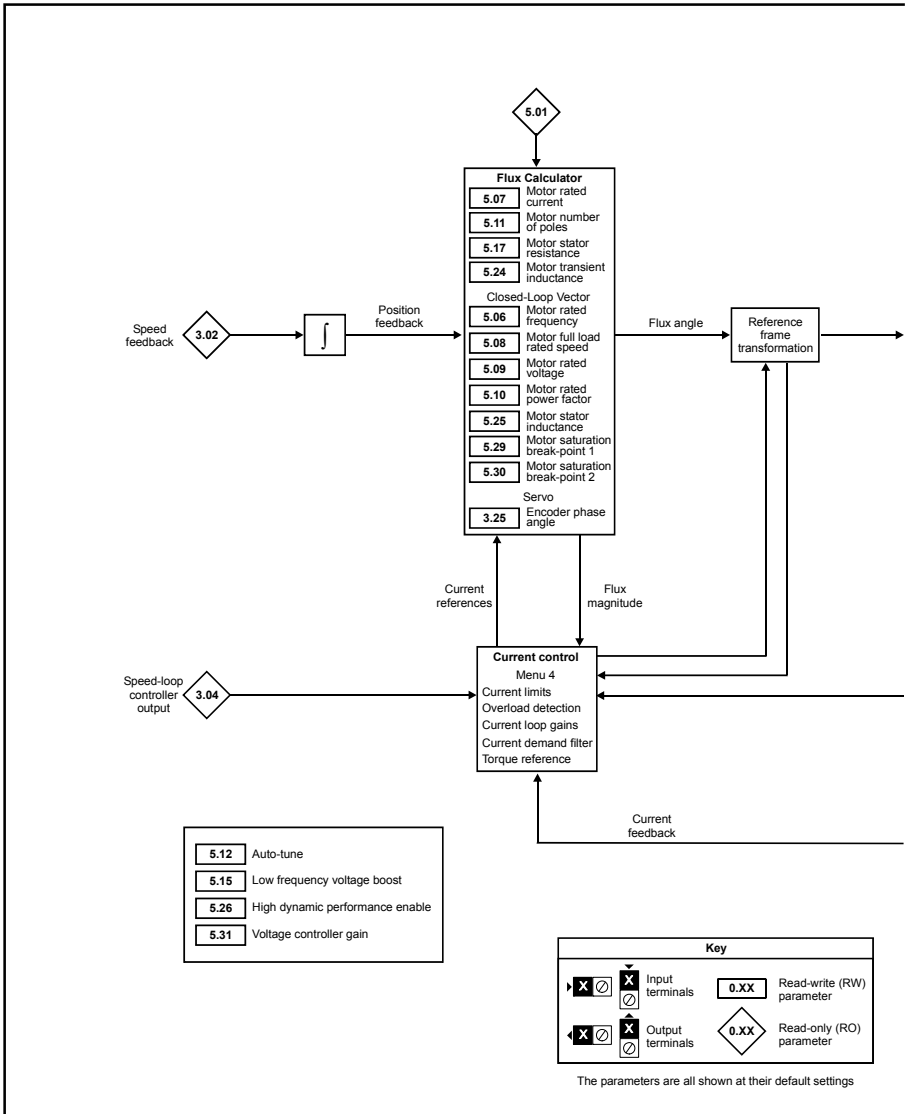 5.01
Flux Calculator
5.07 Motor rated
current
5.11 Motor number
of poles
5.17 Motor stator
resistance
5.24 Motor transient
inductance
Closed-Loop Vector
5.06 Motor rated
frequency
5.08 Motor full load
rated speed
5.09 Motor rated
voltage
5.10 Motor rated
power factor
5.25 Motor stator
inductance
5.29 Motor saturation
break-point 1
5.30 Motor saturation
break-point 2
Servo
3.25 Encoder phase
angle
Speed
feedback
3.02
∫
Position
feedback
Flux angle
Reference
frame
transformation
Current
references
Flux
magnitude
Speed-loop
controller
output
3.04
Current control
Menu 4
Current limits
Overload detection
Current loop gains
Current demand filter
Torque reference
Current
feedback
5.12 Auto-tune
5.15 Low frequency voltage boost
5.26 High dynamic performance enable
5.31 Voltage controller gain
Key
X X Input
terminals
0.XX Read-write (RW)
parameter
X X Output
terminals
0.XX Read-only (RO)
parameter
The parameters are all shown at their default settings